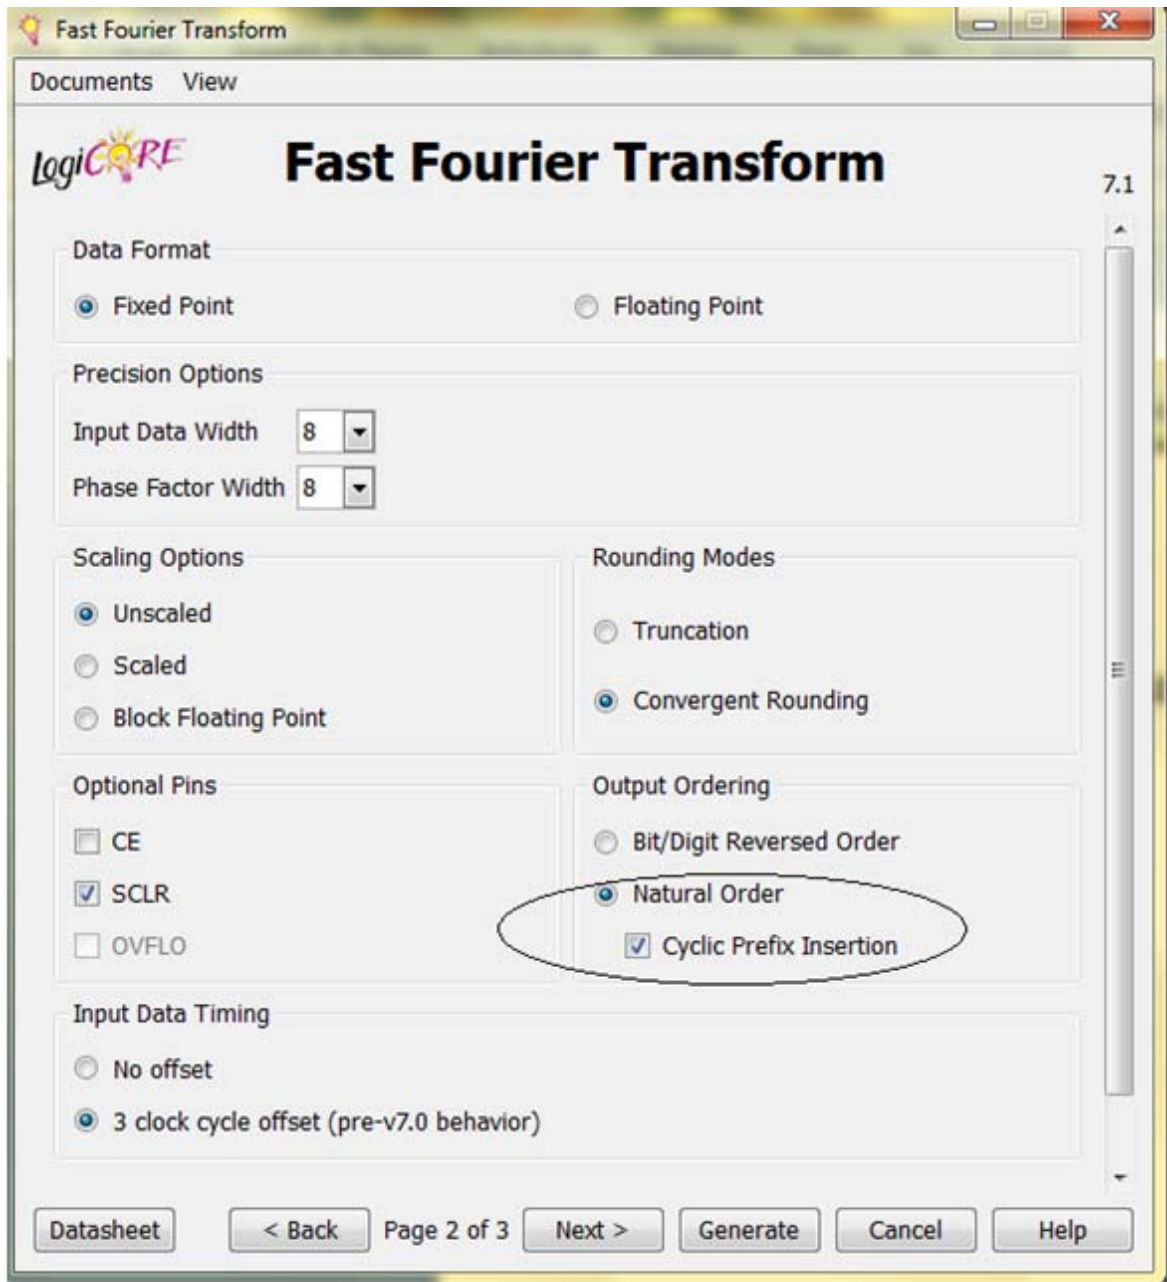 Fast Fourier Transform
Documents View
LogiCORE
Fast Fourier Transform
7.1
Data Format
Fixed Point Floating Point
Precision Options
Input Data Width 8
Phase Factor Width 8
Scaling Options Rounding Modes
Unscaled
Truncation
Scaled
Convergent Rounding
Block Floating Point
Optional Pins Output Ordering
CE Bit/Digit Reversed Order
SCLR Natural Order
OVFLO Cyclic Prefix Insertion
Input Data Timing
No offset
3 clock cycle offset (pre-v7.0 behavior)
Datasheet < Back Page 2 of 3 Next > Generate Cancel Help